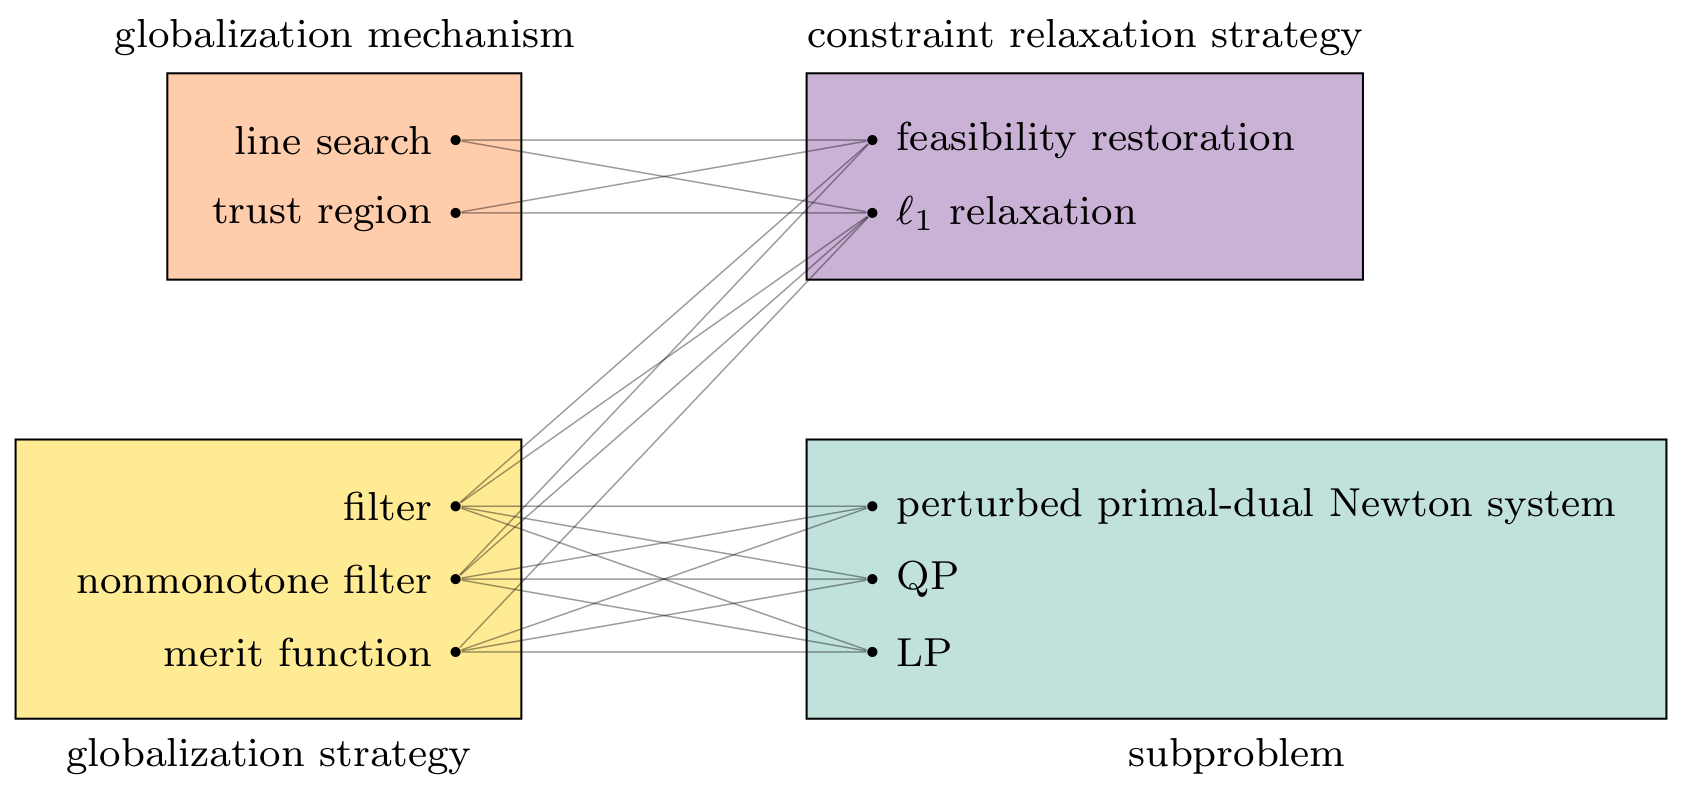 globalization mechanism
line search
trust region
constraint relaxation strategy
feasibility restoration
ℓ₁ relaxation
filter
nonmonotone filter
merit function
globalization strategy
perturbed primal-dual Newton system
QP
LP
subproblem